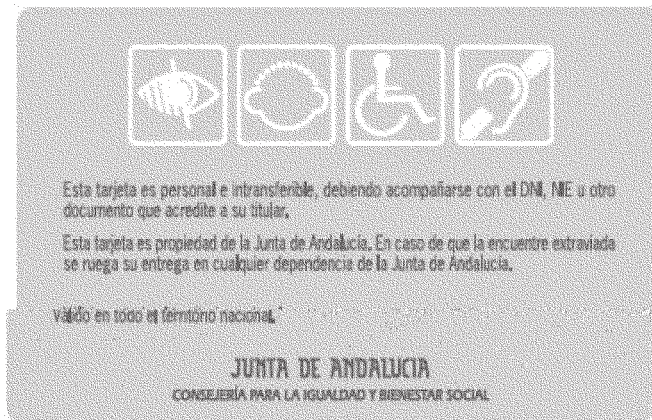 Esta tarjeta es personal e intransferible, debiendo acompañarse con el DNI, NIE u otro
documento que acredite a su titular.
Esta tarjeta es propiedad de la Junta de Andalucía. En caso de que la encuentre extraviada
se ruega su entrega en cualquier dependencia de la Junta de Andalucía.
Válido en todo el territorio nacional.
JUNTA DE ANDALUCIA
CONSEJERÍA PARA LA IGUALDAD Y BIENESTAR SOCIAL